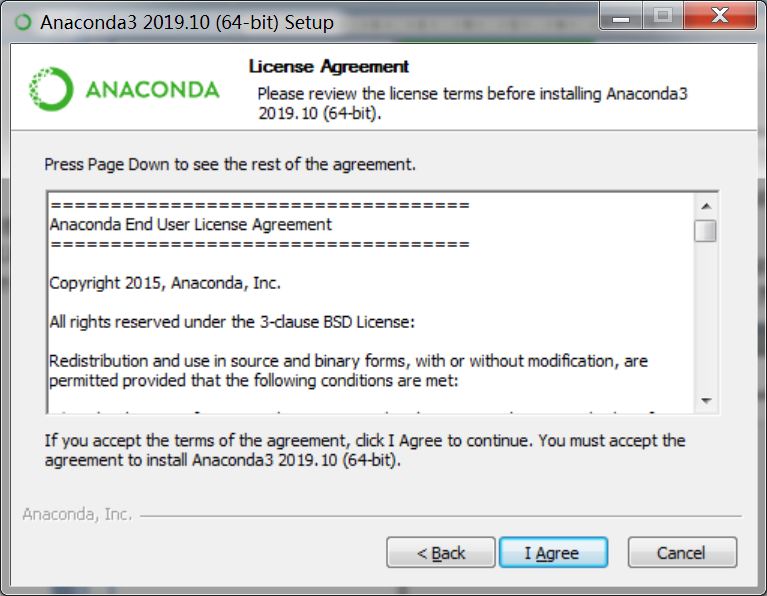 Anaconda3 2019.10 (64-bit) Setup
ANACONDA
License Agreement
Please review the license terms before installing Anaconda3
2019.10 (64-bit).
Press Page Down to see the rest of the agreement.
===================================
Anaconda End User License Agreement
===================================
Copyright 2015, Anaconda, Inc.
All rights reserved under the 3-clause BSD License:
Redistribution and use in source and binary forms, with or without modification, are
permitted provided that the following conditions are met:
If you accept the terms of the agreement, click I Agree to continue. You must accept the
agreement to install Anaconda3 2019.10 (64-bit).
Anaconda, Inc.
< Back
I Agree
Cancel